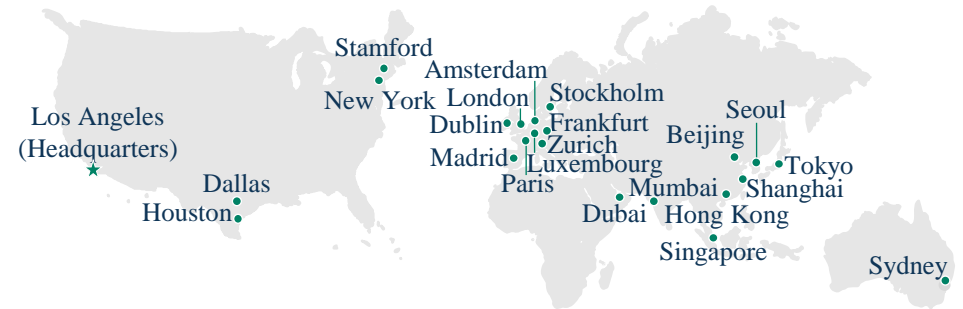 Stamford
New York
Los Angeles
(Headquarters)
Dallas
Houston
Amsterdam
London
Stockholm
Dublin
Frankfurt
Zurich
Madrid
Luxembourg
Paris
Seoul
Beijing
Tokyo
Mumbai
Shanghai
Dubai
Hong Kong
Singapore
Sydney